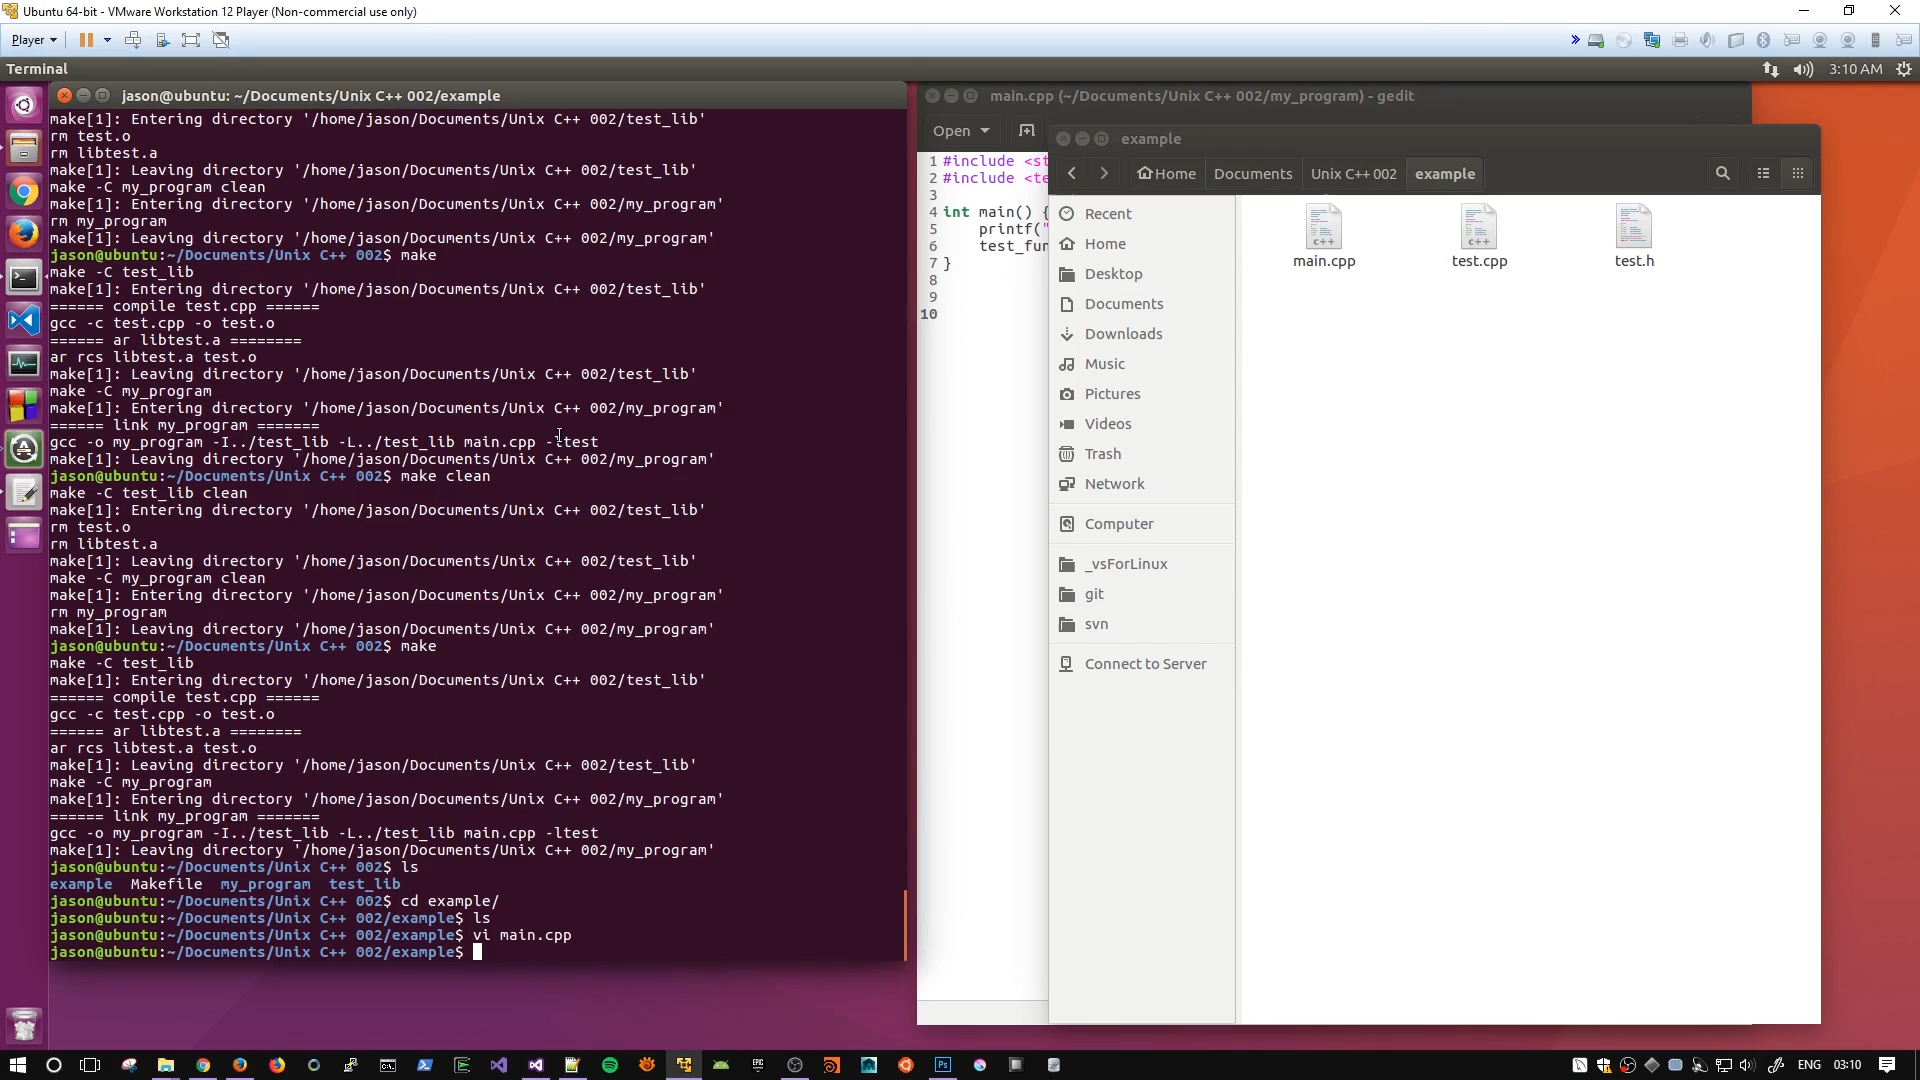 Ubuntu 64-bit - VMware Workstation 12 Player (Non-commercial use only)
Player
Terminal
3:10 AM
jason@ubuntu: ~/Documents/Unix C++ 002/example
make[1]: Entering directory '/home/jason/Documents/Unix C++ 002/test_lib'
rm test.o
rm libtest.a
make[1]: Leaving directory '/home/jason/Documents/Unix C++ 002/test_lib'
make -C my_program clean
make[1]: Entering directory '/home/jason/Documents/Unix C++ 002/my_program'
rm my_program
make[1]: Leaving directory '/home/jason/Documents/Unix C++ 002/my_program'
jason@ubuntu:~/Documents/Unix C++ 002$ make
make -C test_lib
make[1]: Entering directory '/home/jason/Documents/Unix C++ 002/test_lib'
====== compile test.cpp ======
gcc -c test.cpp -o test.o
====== ar libtest.a ========
ar rcs libtest.a test.o
make[1]: Leaving directory '/home/jason/Documents/Unix C++ 002/test_lib'
make -C my_program
make[1]: Entering directory '/home/jason/Documents/Unix C++ 002/my_program'
====== link my_program =======
gcc -o my_program -I../test_lib -L../test_lib main.cpp -ltest
make[1]: Leaving directory '/home/jason/Documents/Unix C++ 002/my_program'
jason@ubuntu:~/Documents/Unix C++ 002$ make clean
make -C test_lib clean
make[1]: Entering directory '/home/jason/Documents/Unix C++ 002/test_lib'
rm test.o
rm libtest.a
make[1]: Leaving directory '/home/jason/Documents/Unix C++ 002/test_lib'
make -C my_program clean
make[1]: Entering directory '/home/jason/Documents/Unix C++ 002/my_program'
rm my_program
make[1]: Leaving directory '/home/jason/Documents/Unix C++ 002/my_program'
jason@ubuntu:~/Documents/Unix C++ 002$ make
make -C test_lib
make[1]: Entering directory '/home/jason/Documents/Unix C++ 002/test_lib'
====== compile test.cpp ======
gcc -c test.cpp -o test.o
====== ar libtest.a ========
ar rcs libtest.a test.o
make[1]: Leaving directory '/home/jason/Documents/Unix C++ 002/test_lib'
make -C my_program
make[1]: Entering directory '/home/jason/Documents/Unix C++ 002/my_program'
====== link my_program =======
gcc -o my_program -I../test_lib -L../test_lib main.cpp -ltest
make[1]: Leaving directory '/home/jason/Documents/Unix C++ 002/my_program'
jason@ubuntu:~/Documents/Unix C++ 002$ ls
example Makefile my_program test_lib
jason@ubuntu:~/Documents/Unix C++ 002$ cd example/
jason@ubuntu:~/Documents/Unix C++ 002/example$ ls
jason@ubuntu:~/Documents/Unix C++ 002/example$ vi main.cpp
jason@ubuntu:~/Documents/Unix C++ 002/example$
main.cpp (~/Documents/Unix C++ 002/my_program) - gedit
Open
1 #include <st
2 #include <te
3
4 int main() {
5 printf("
6 test_fun
7 }
8
9
10
example
Home
Documents
Unix C++ 002
example
Recent
Home
Desktop
Documents
Downloads
Music
Pictures
Videos
Trash
Network
Computer
_vsForLinux
git
svn
Connect to Server
c++
main.cpp
c++
test.cpp
test.h
EPIC
Ps
ENG
03:10